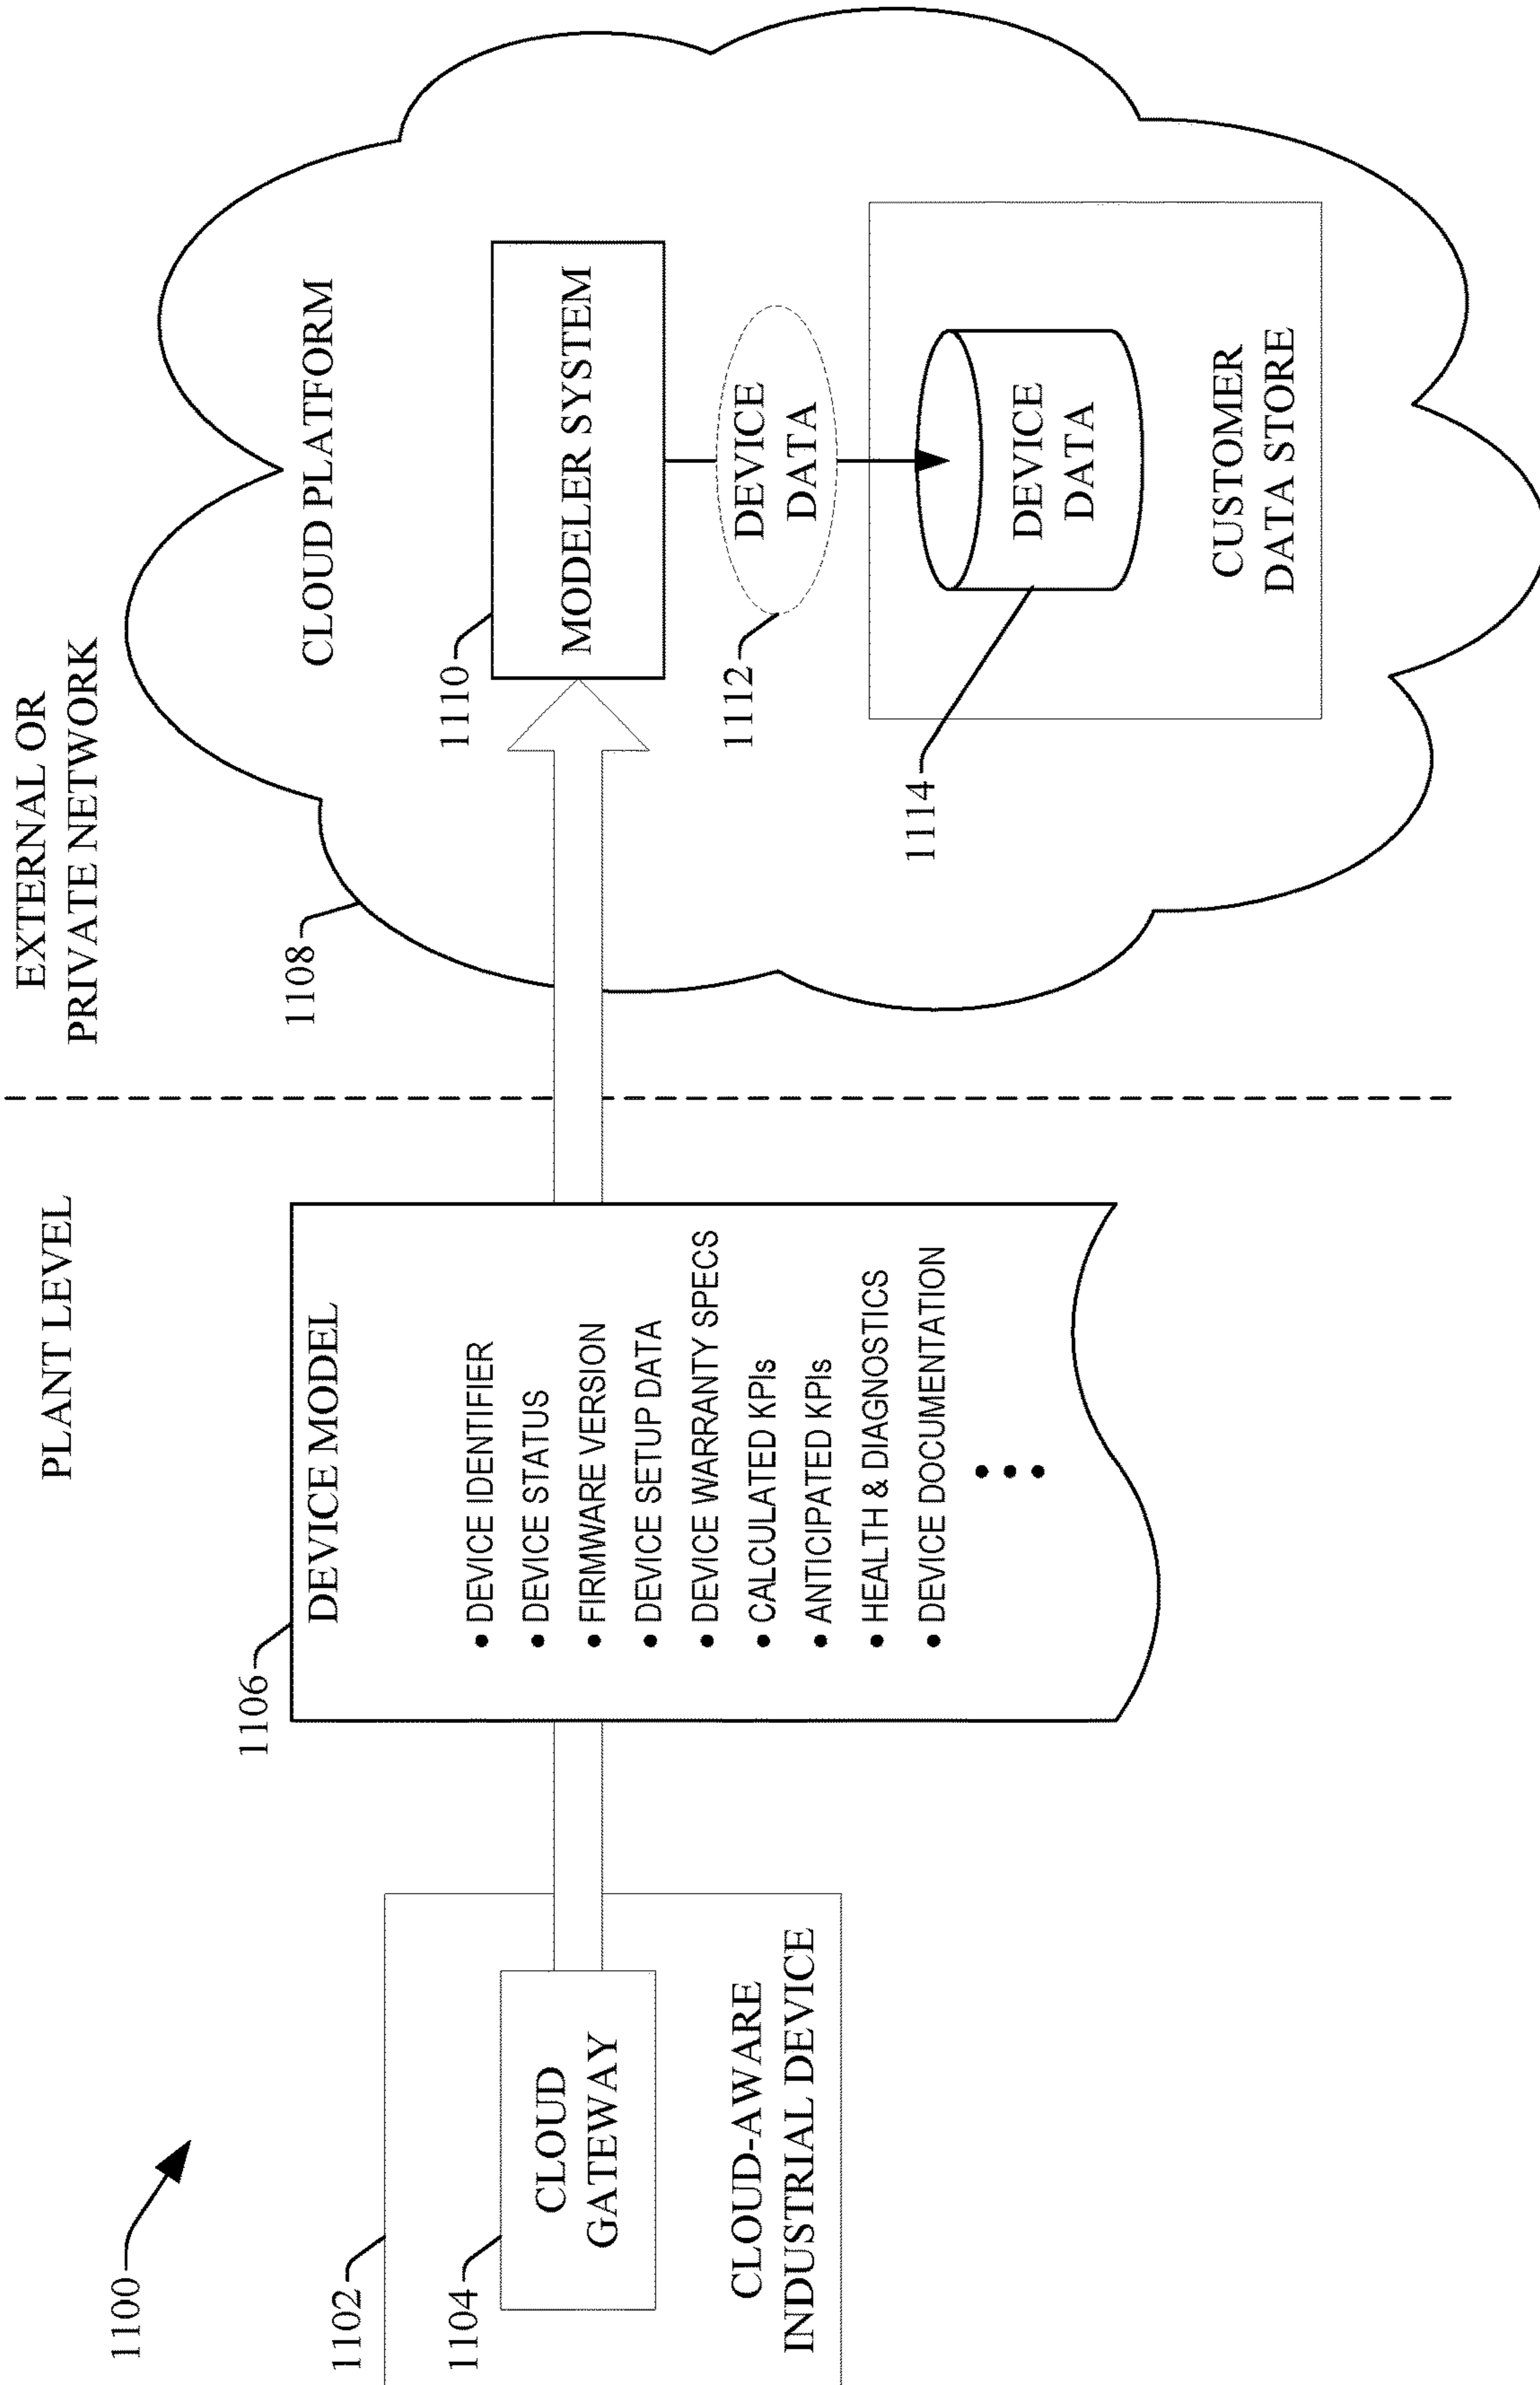 1100
PLANT LEVEL
EXTERNAL OR
PRIVATE NETWORK
1102
1104
CLOUD
GATEWAY
CLOUD-AWARE
INDUSTRIAL DEVICE
1106
DEVICE MODEL
• DEVICE IDENTIFIER
• DEVICE STATUS
• FIRMWARE VERSION
• DEVICE SETUP DATA
• DEVICE WARRANTY SPECS
• CALCULATED KPIs
• ANTICIPATED KPIs
• HEALTH & DIAGNOSTICS
• DEVICE DOCUMENTATION
1108
CLOUD PLATFORM
1110
MODELER SYSTEM
1112
DEVICE
DATA
1114
DEVICE
DATA
CUSTOMER
DATA STORE